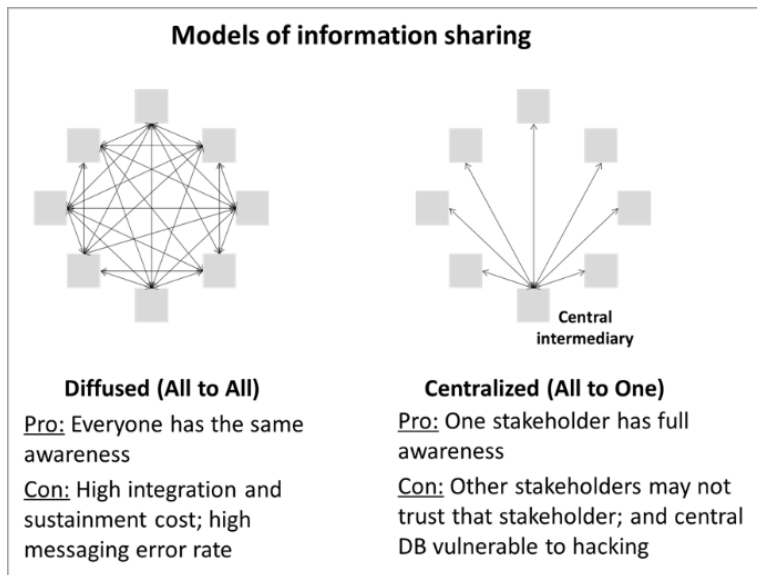 Models of information sharing
Central
intermediary
Diffused (All to All)
Pro: Everyone has the same
awareness
Con: High integration and
sustainment cost; high
messaging error rate
Centralized (All to One)
Pro: One stakeholder has full
awareness
Con: Other stakeholders may not
trust that stakeholder; and central
DB vulnerable to hacking